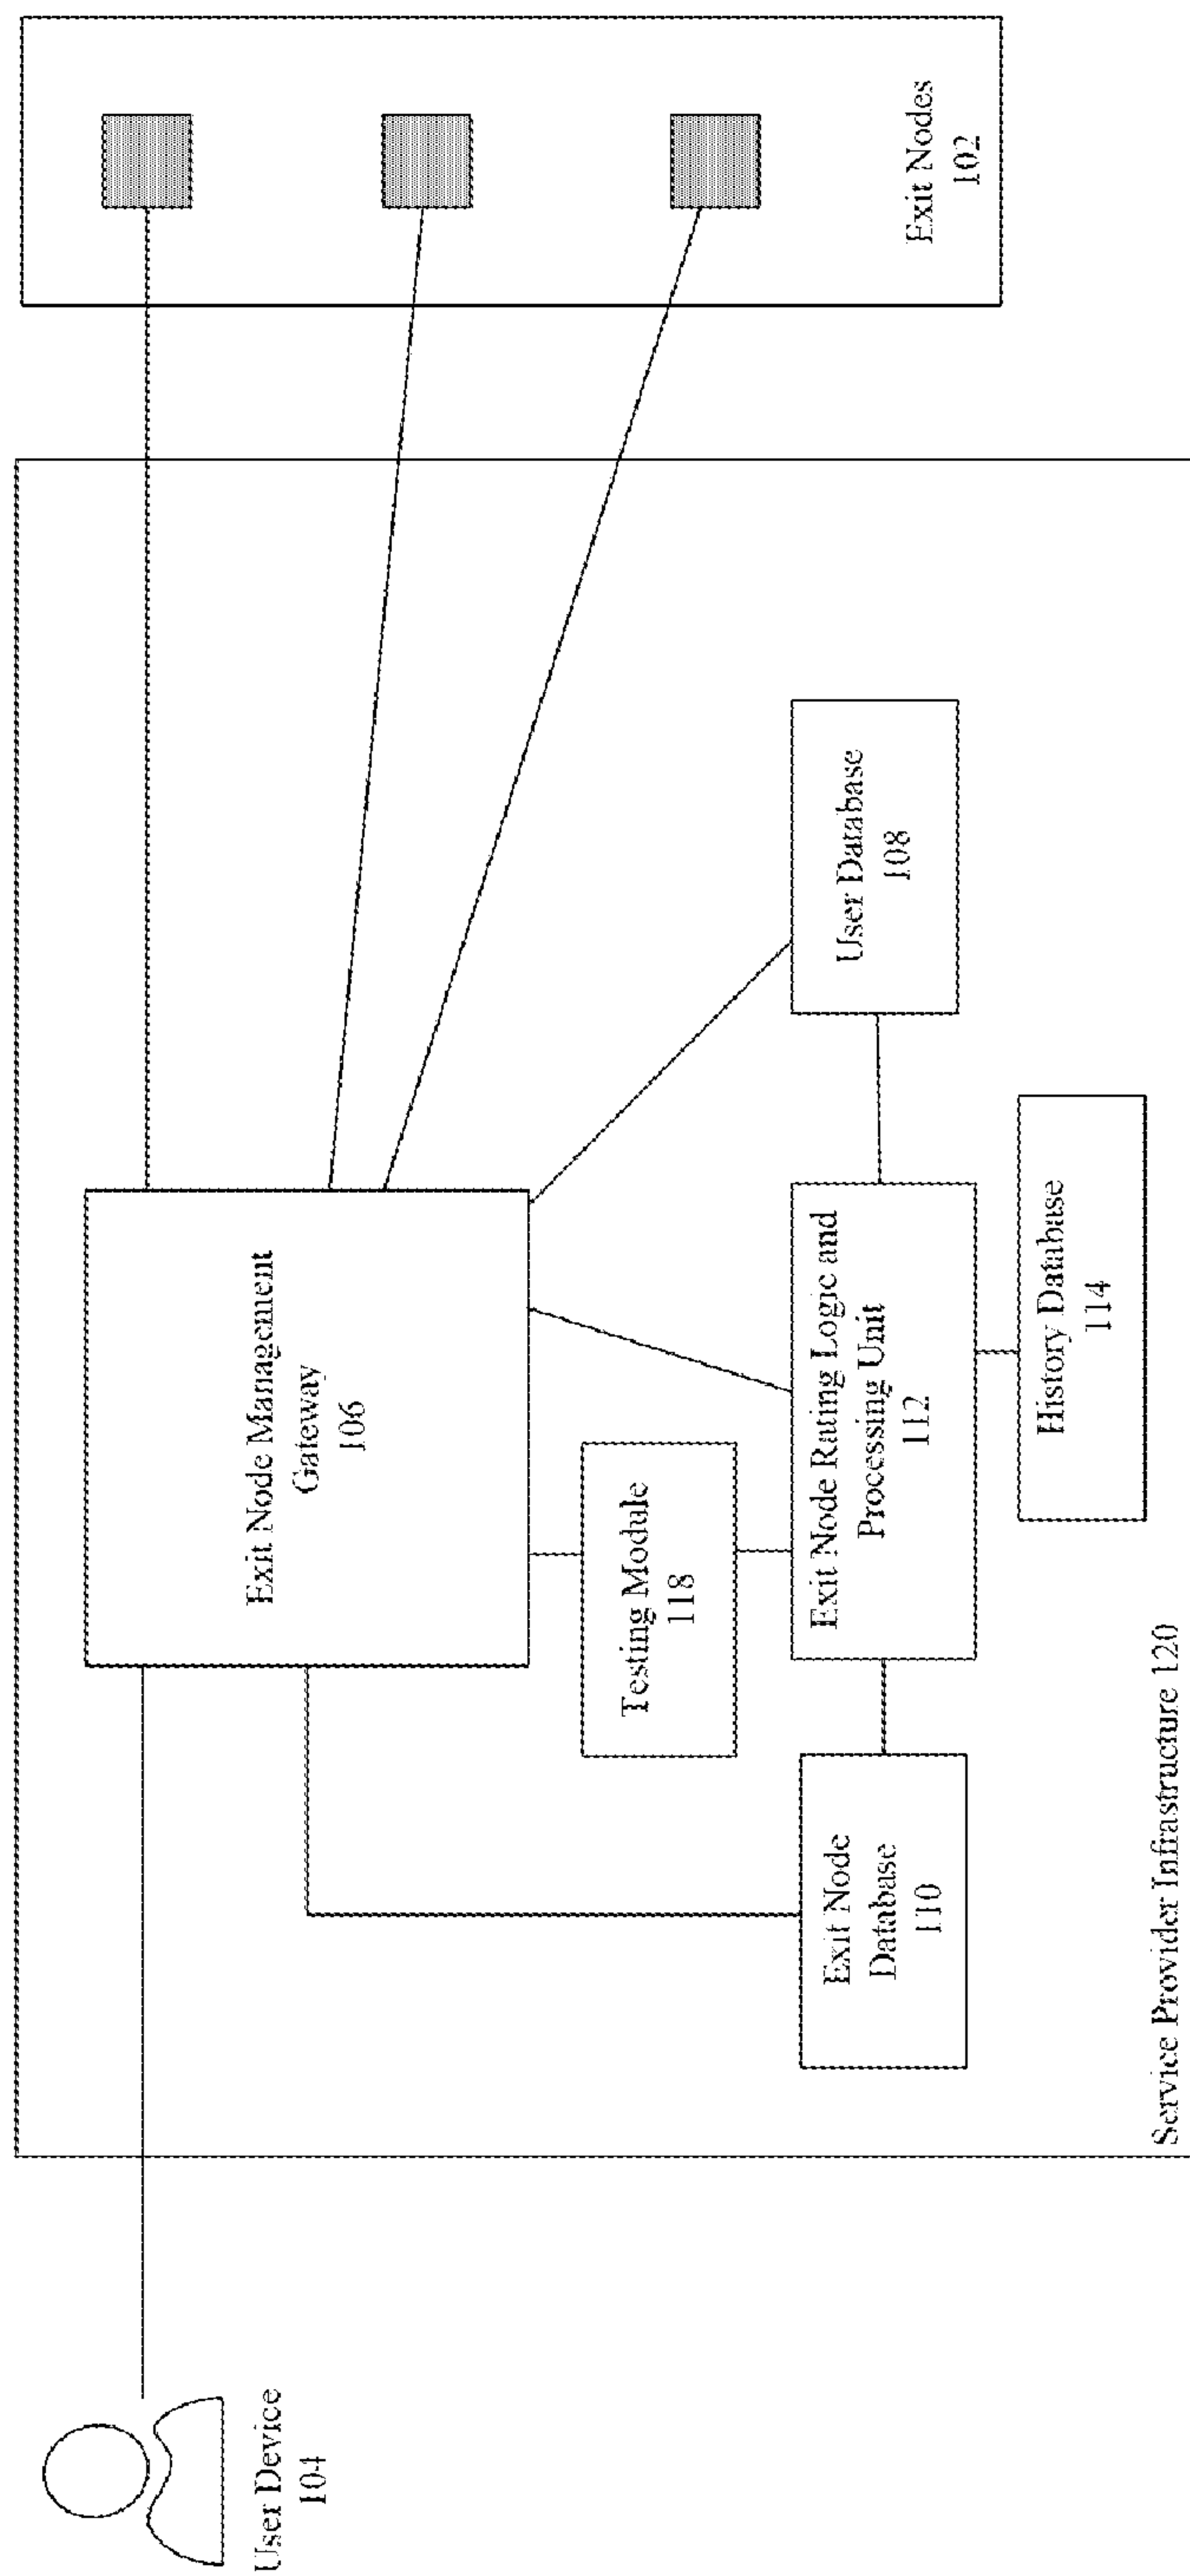 User Device
104
Exit Node Management
Gateway
106
Testing Module
118
Exit Node
Database
110
Exit Node Rating Logic and
Processing Unit
112
User Database
108
History Database
114
Service Provider Infrastructure 120
Exit Nodes
102